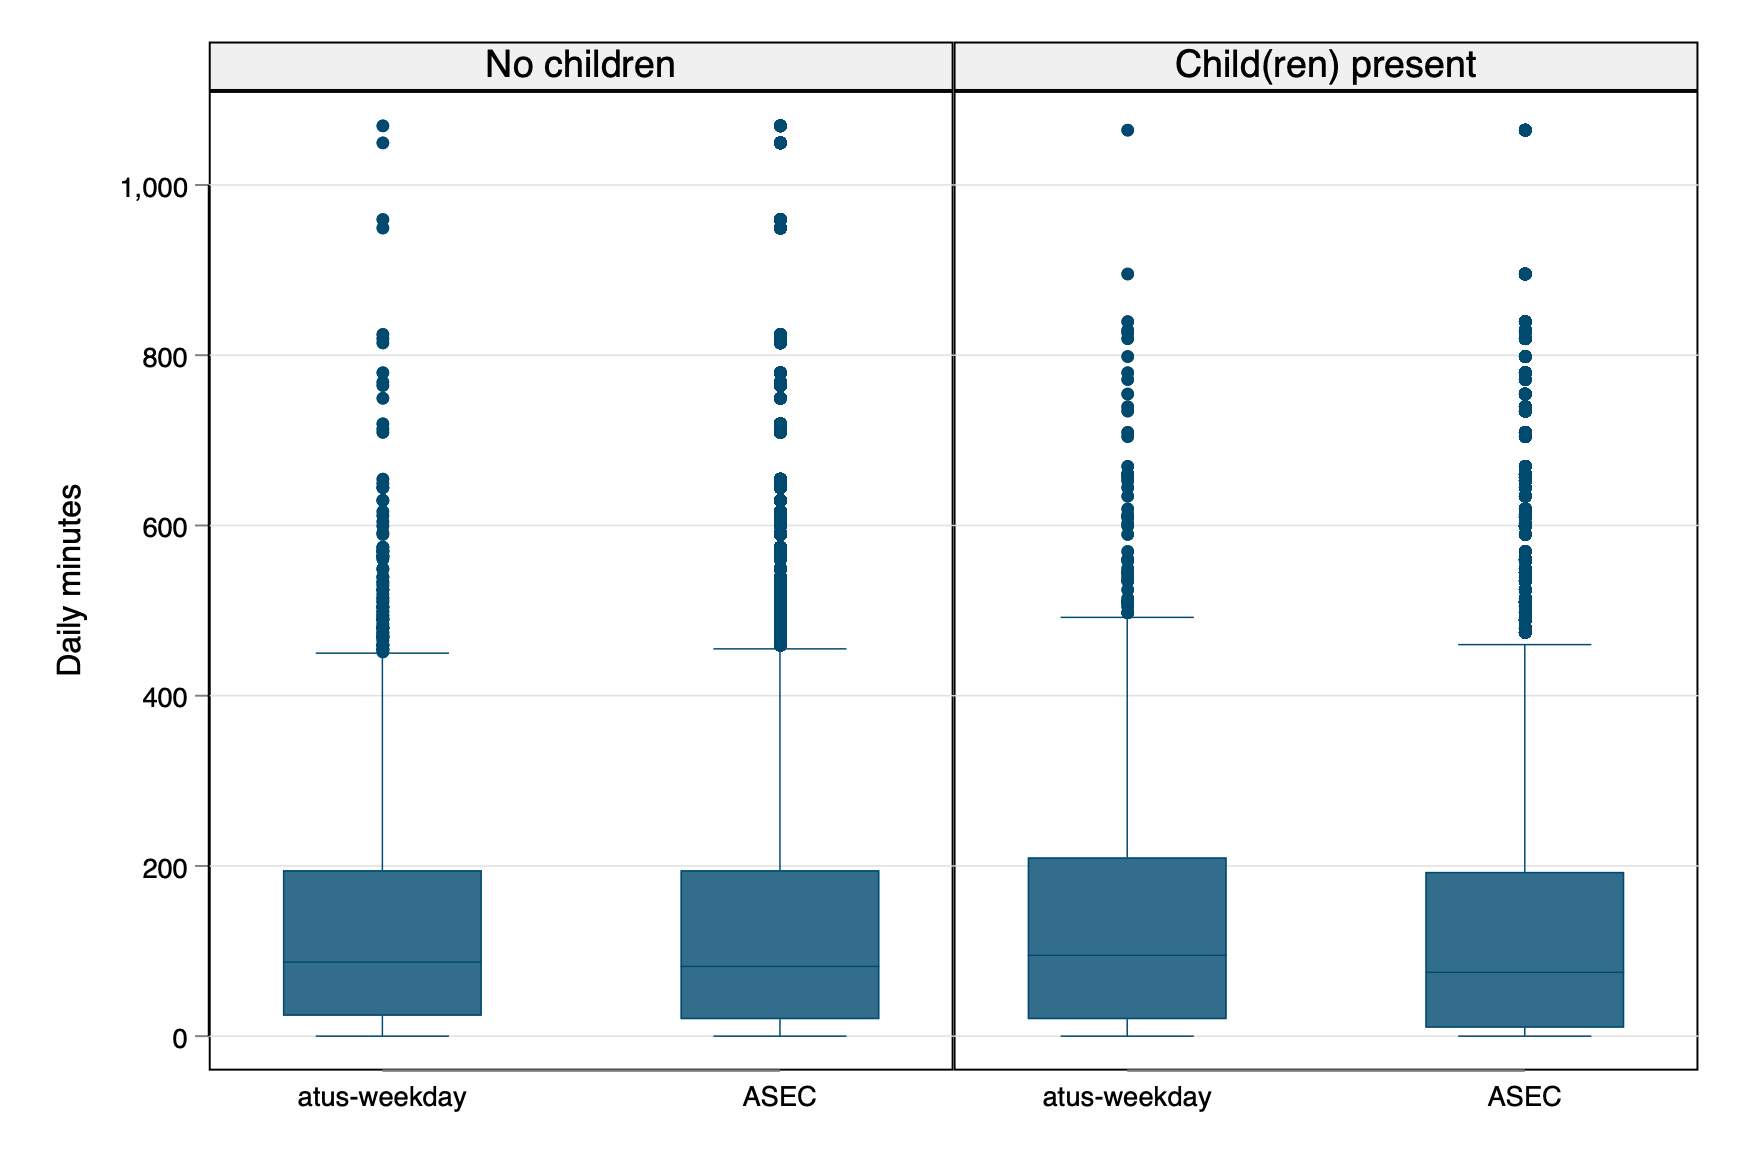 No children
Child(ren) present
Daily minutes
1,000
800
600
400
200
0
atus-weekday
ASEC
atus-weekday
ASEC